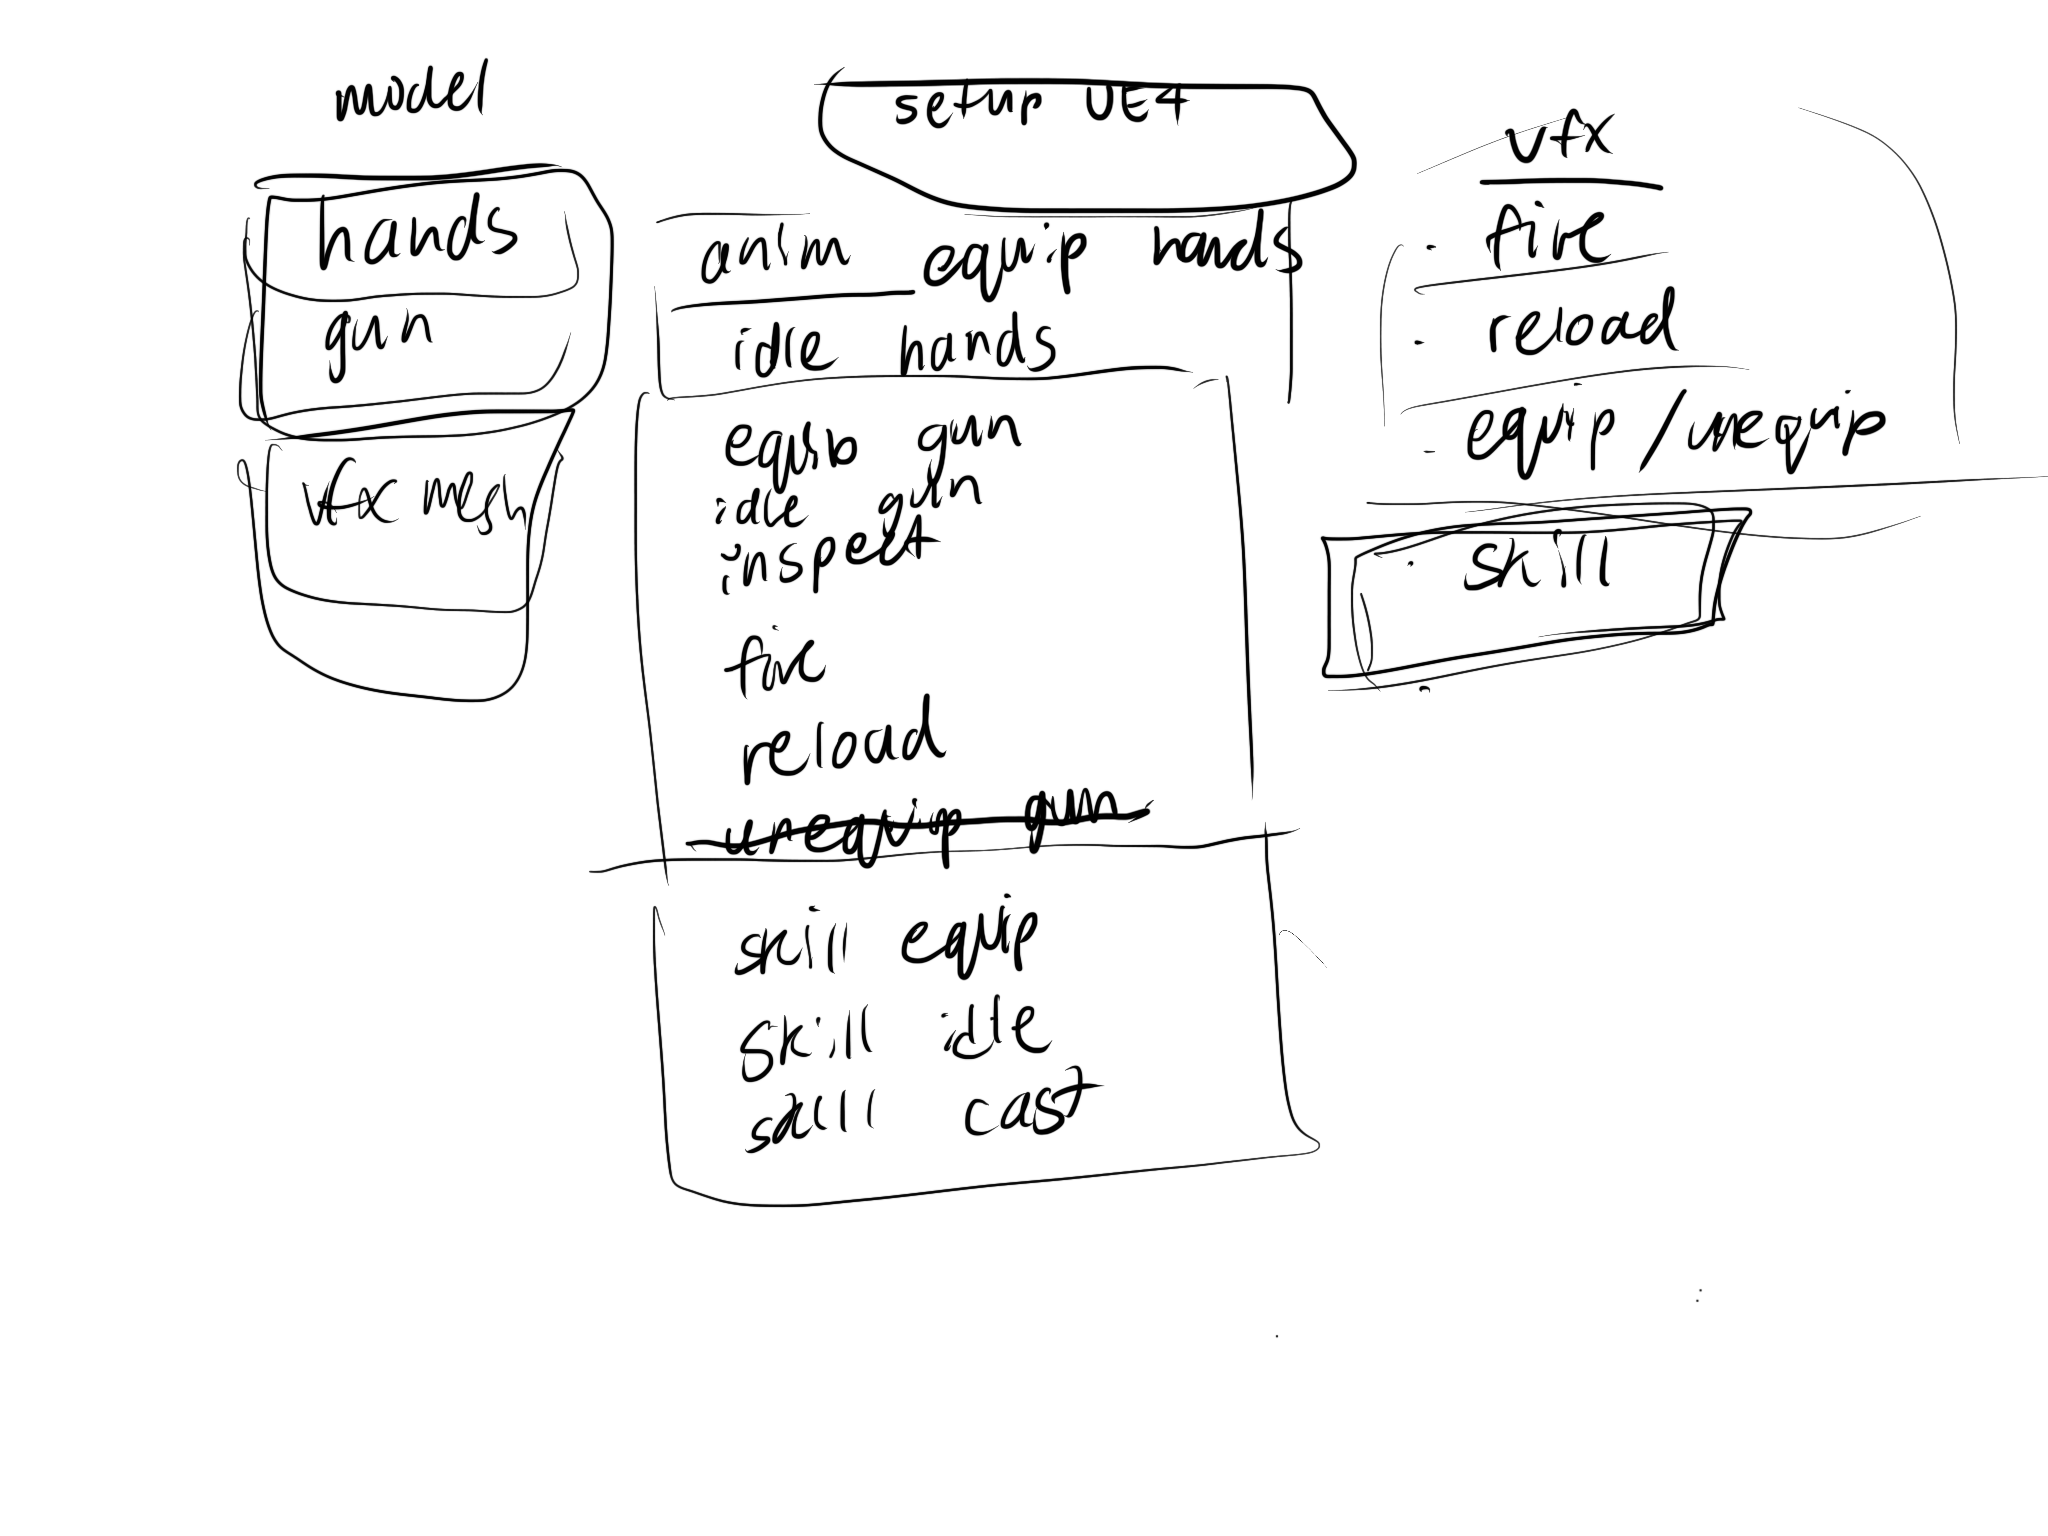 model
hands
gun
vfx mesh
setup UE4
anim equip hands
idle hands
equip gun
idle gun
inspect
fire
reload
unequip gun
skill equip
skill idle
skill cast
vfx
. fire
. reload
. equip / unequip
. skill
.